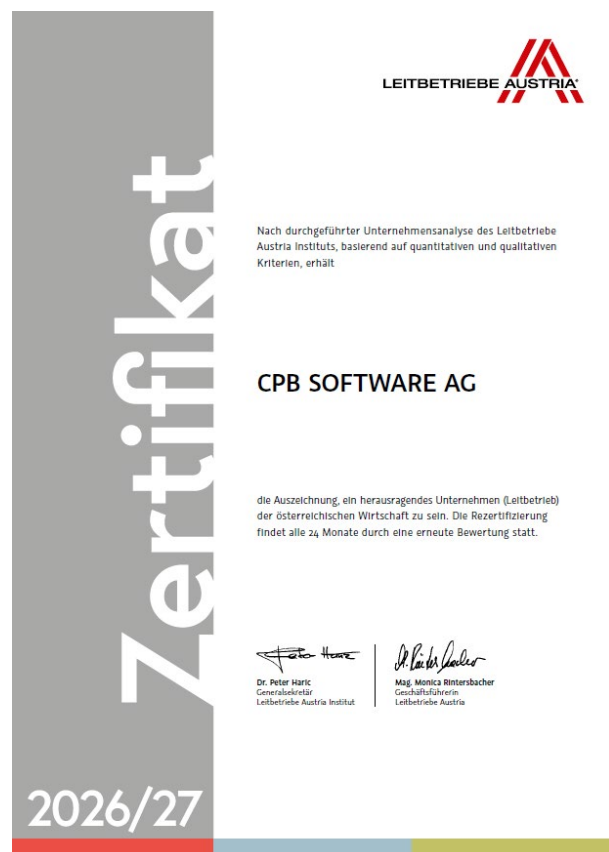 LEITBETRIEBE AUSTRIA
Zertifikat
Nach durchgeführter Unternehmensanalyse des Leitbetriebe
Austria Instituts, basierend auf quantitativen und qualitativen
Kriterien, erhält
CPB SOFTWARE AG
die Auszeichnung, ein herausragendes Unternehmen (Leitbetrieb)
der österreichischen Wirtschaft zu sein. Die Rezertifizierung
findet alle 24 Monate durch eine erneute Bewertung statt.
Dr. Peter Haric
Generalsekretär
Leitbetriebe Austria Institut
Mag. Monica Rintersbacher
Geschäftsführerin
Leitbetriebe Austria
2026/27